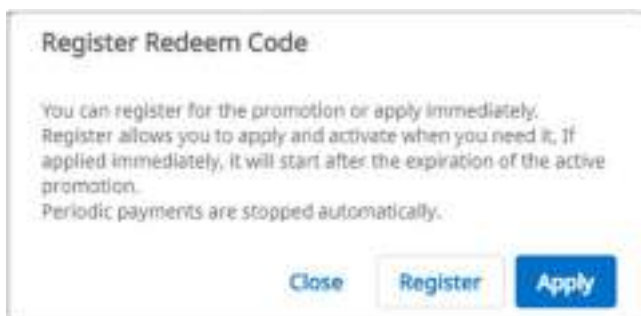 Register Redeem Code
You can register for the promotion or apply immediately.
Register allows you to apply and activate when you need it. If
applied immediately, it will start after the expiration of the active
promotion.
Periodic payments are stopped automatically.
Close Register Apply